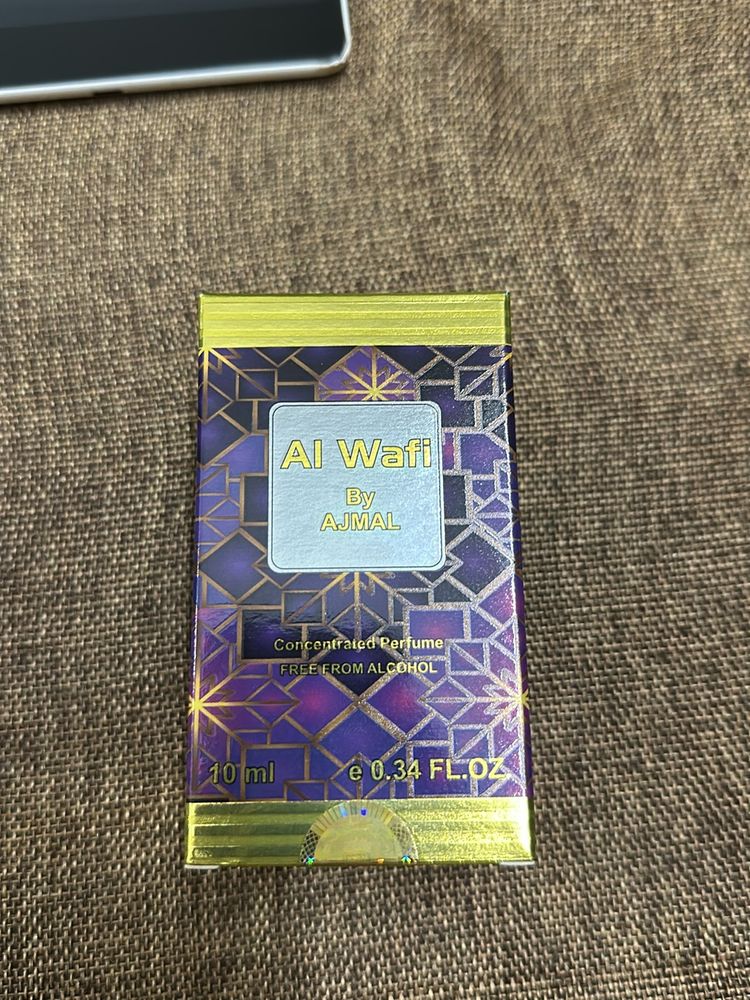 Al Wafi
By
AJMAL
Concentrated Perfume
FREE FROM ALCOHOL
10 ml e 0.34 FL.OZ